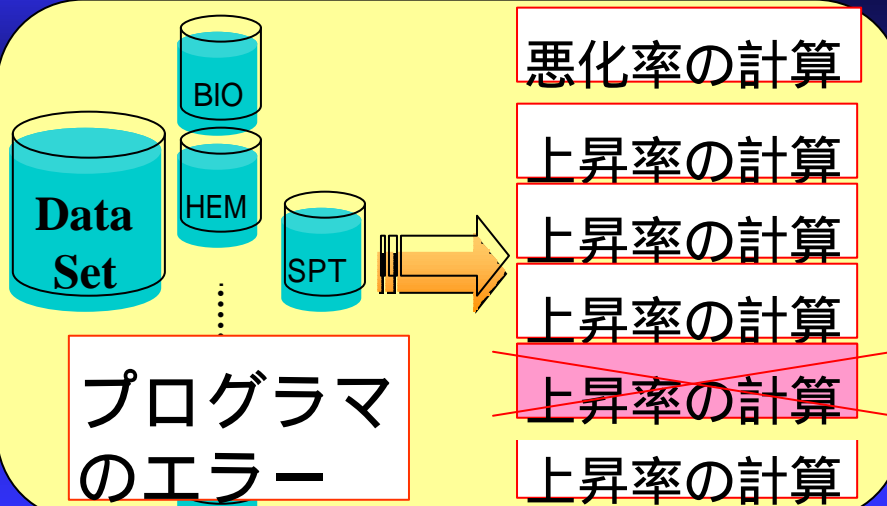 BIO
HEM
Data
Set
SPT
プログラマ
のエラー
悪化率の計算
上昇率の計算
上昇率の計算
上昇率の計算
上昇率の計算
上昇率の計算